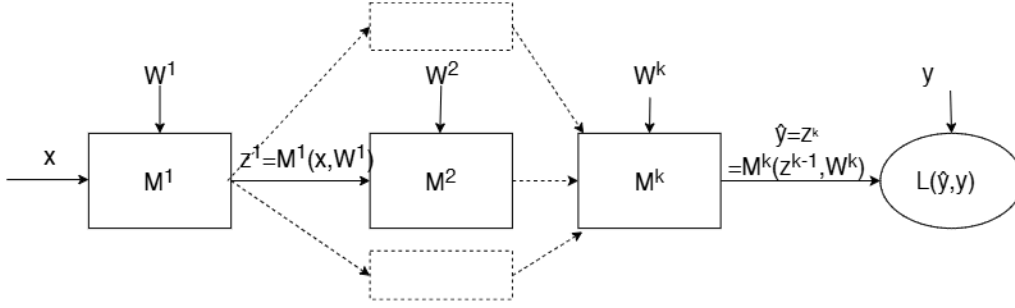 W¹
W²
Wᵏ
y
x
M¹
z¹=M¹(x,W¹)
M²
Mᵏ
ŷ=zᵏ
=Mᵏ(zᵏ⁻¹,Wᵏ)
L(ŷ,y)